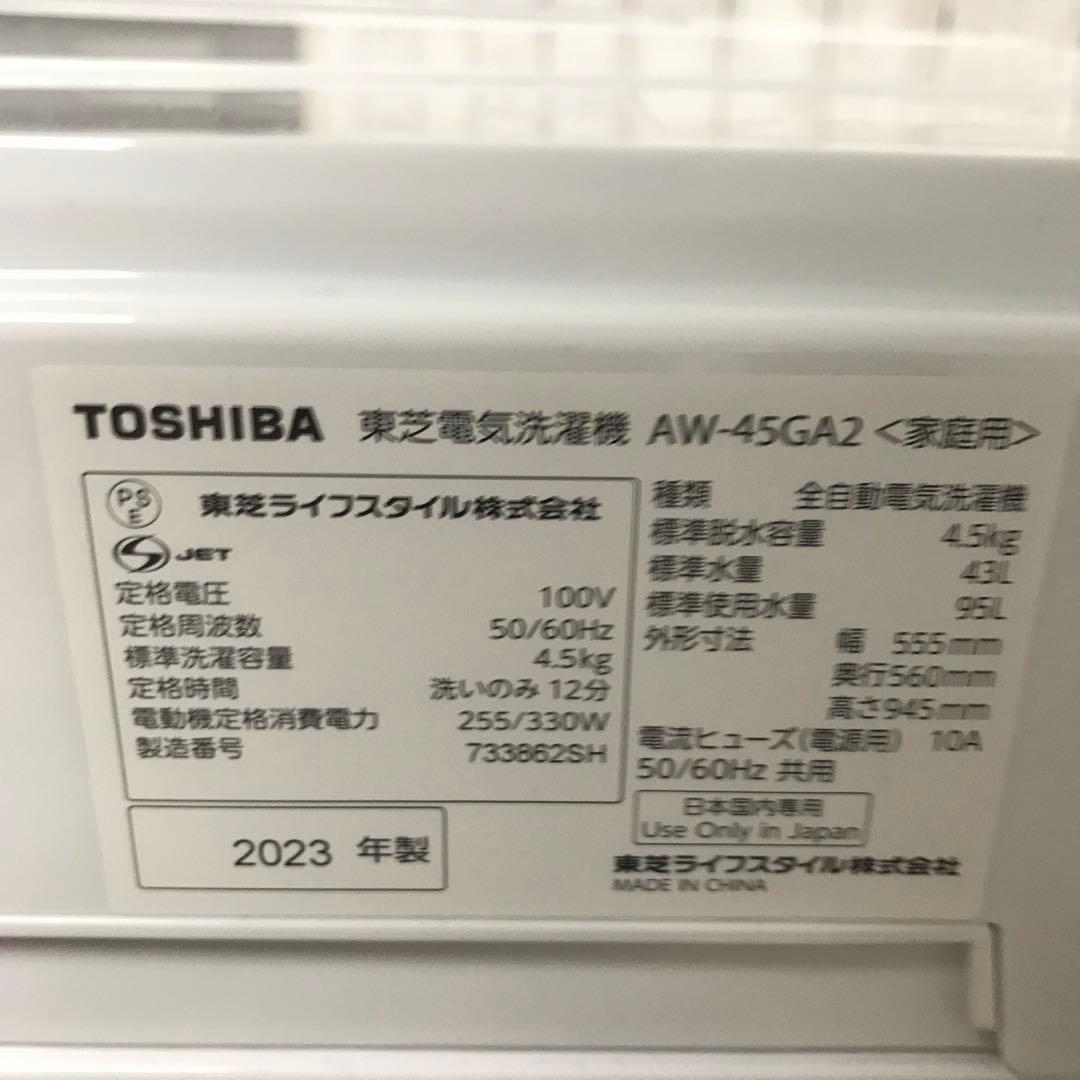 TOSHIBA 東芝電気洗濯機 AW-45GA2 <家庭用>
PSE 東芝ライフスタイル株式会社
S JET
定格電圧 100V
定格周波数 50/60Hz
標準洗濯容量 4.5kg
定格時間 洗いのみ 12分
電動機定格消費電力 255/330W
製造番号 733862SH
2023 年製
種類 全自動電気洗濯機
標準脱水容量 4.5kg
標準水量 43L
標準使用水量 95L
外形寸法 幅 555mm
奥行560mm
高さ945mm
電流ヒューズ(電源用) 10A
50/60Hz 共用
日本国内専用
Use Only in Japan
東芝ライフスタイル株式会社
MADE IN CHINA